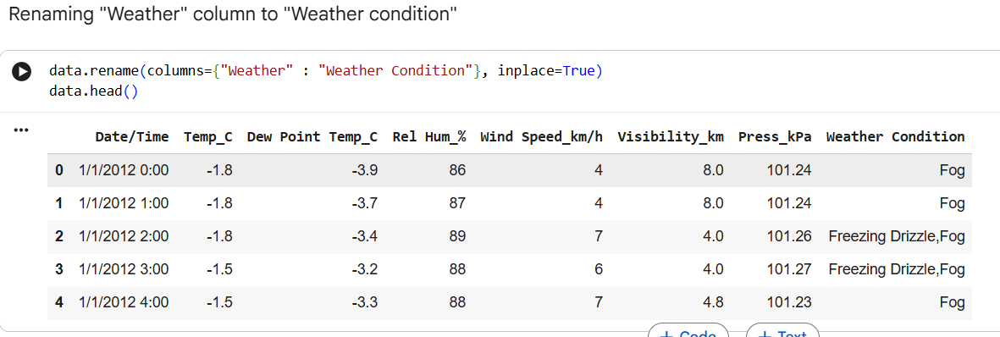 Renaming "Weather" column to "Weather condition"
data.rename(columns={"Weather" : "Weather Condition"}, inplace=True)
data.head()
Date/Time Temp_C Dew Point Temp_C Rel Hum_% Wind Speed_km/h Visibility_km Press_kPa Weather Condition
0 1/1/2012 0:00 -1.8 -3.9 86 4 8.0 101.24 Fog
1 1/1/2012 1:00 -1.8 -3.7 87 4 8.0 101.24 Fog
2 1/1/2012 2:00 -1.8 -3.4 89 7 4.0 101.26 Freezing Drizzle,Fog
3 1/1/2012 3:00 -1.5 -3.2 88 6 4.0 101.27 Freezing Drizzle,Fog
4 1/1/2012 4:00 -1.5 -3.3 88 7 4.8 101.23 Fog
+ Code + Text